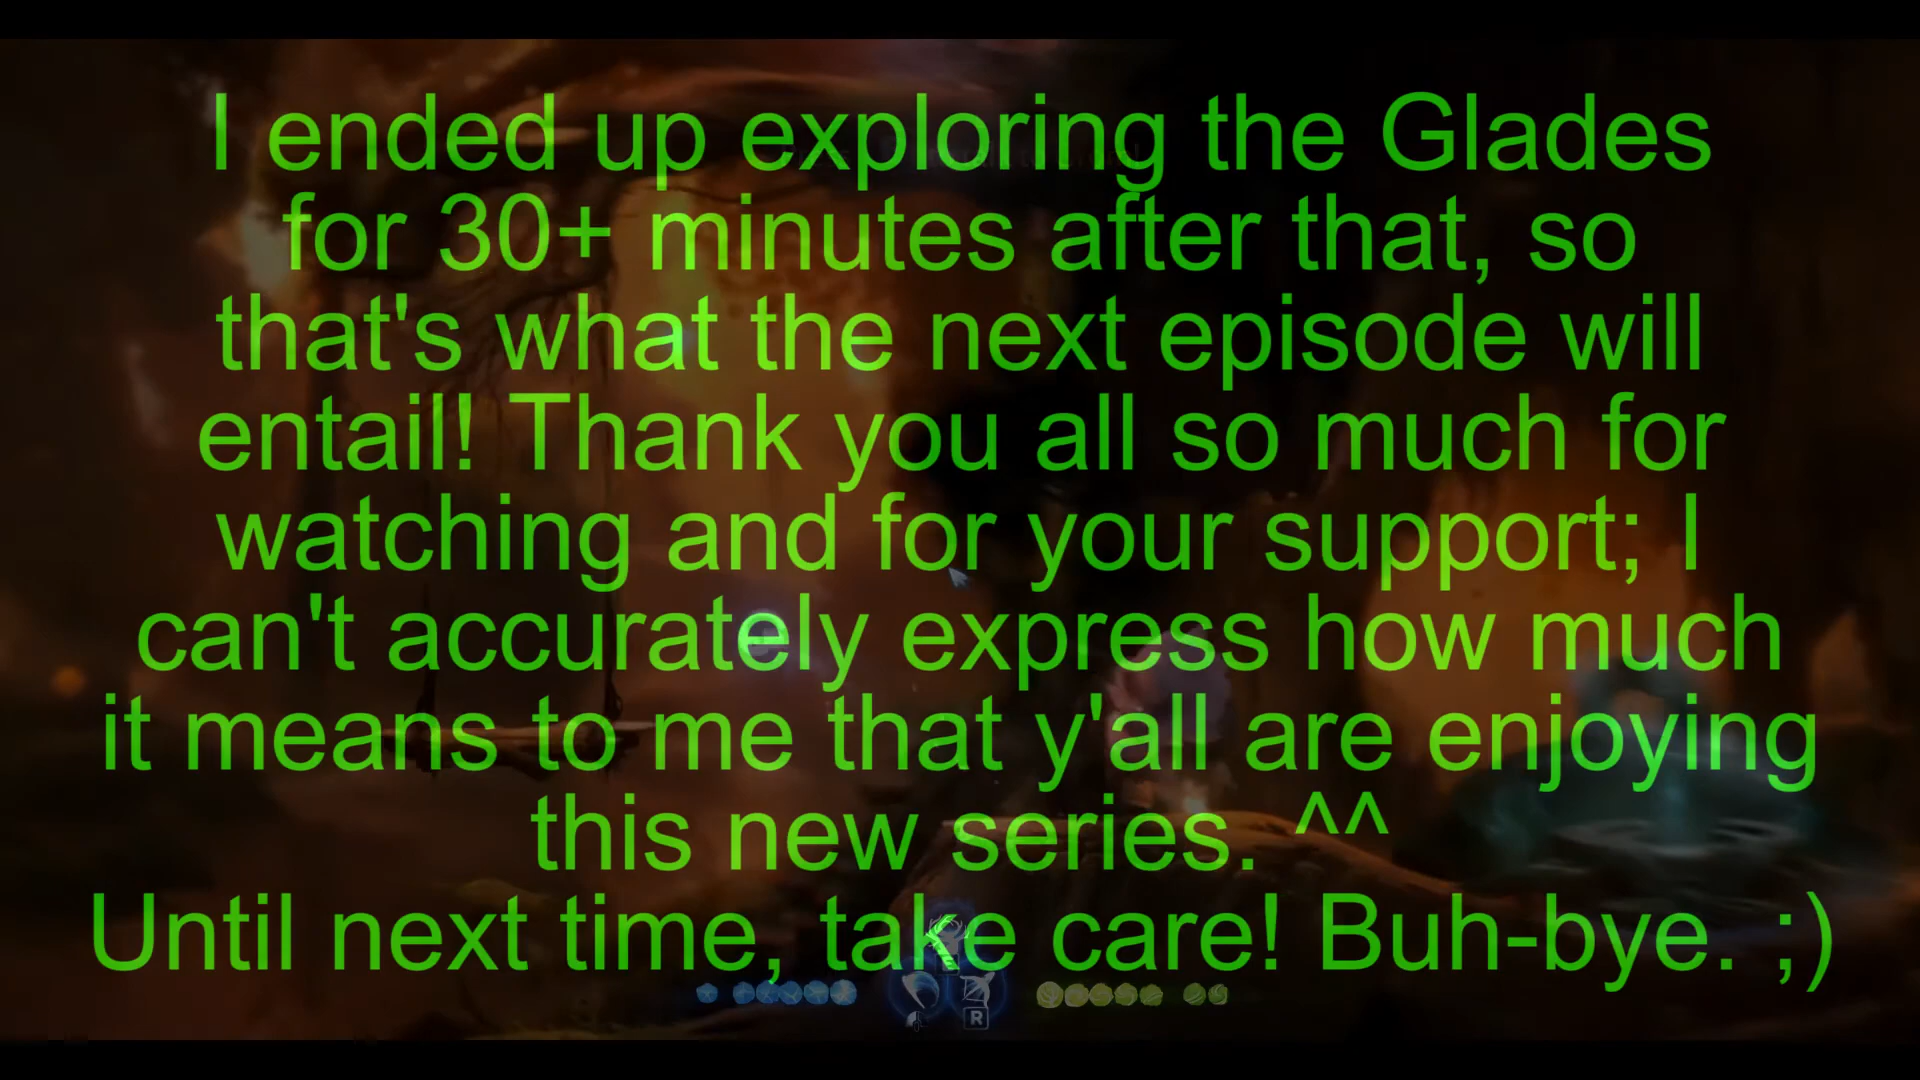 I ended up exploring the Glades
for 30+ minutes after that, so
that's what the next episode will
entail! Thank you all so much for
watching and for your support; I
can't accurately express how much
it means to me that y'all are enjoying
this new series. ^^
Until next time, take care! Buh-bye. ;)
R